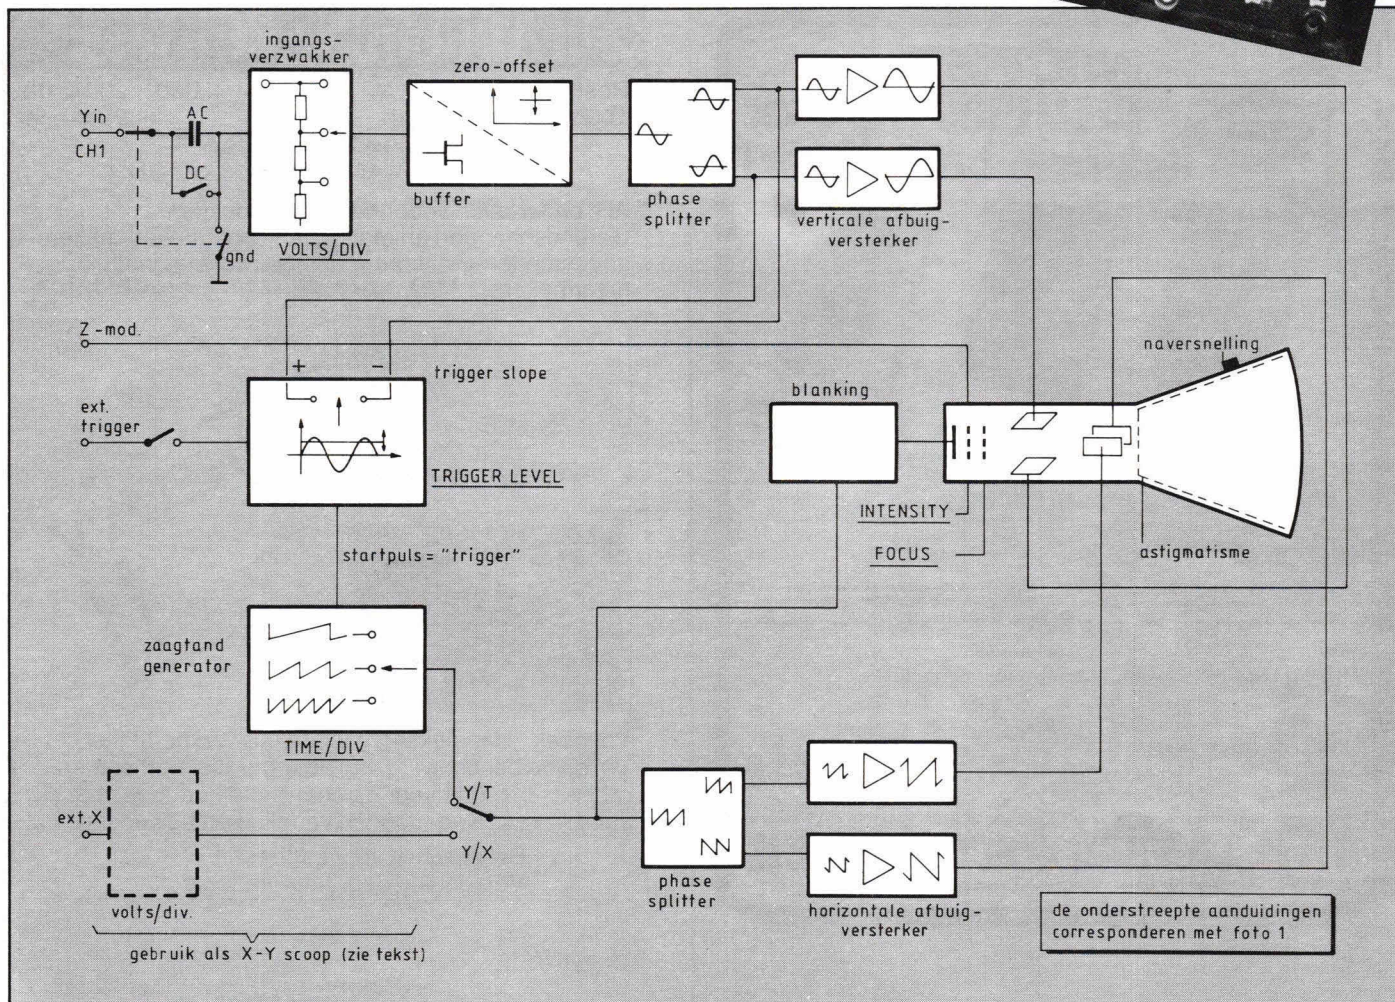 ingangs-
verzwakker
zero-offset
Y in
CH1
AC
DC
gnd
VOLTS/DIV
buffer
phase
splitter
verticale afbuig-
versterker
Z-mod.
+
−
trigger slope
ext.
trigger
TRIGGER LEVEL
blanking
naversnelling
INTENSITY
FOCUS
astigmatisme
startpuls = "trigger"
zaagtand
generator
TIME/DIV
Y/T
Y/X
ext. X
volts/div.
gebruik als X-Y scoop (zie tekst)
phase
splitter
horizontale afbuig-
versterker
de onderstreepte aanduidingen
corresponderen met foto 1